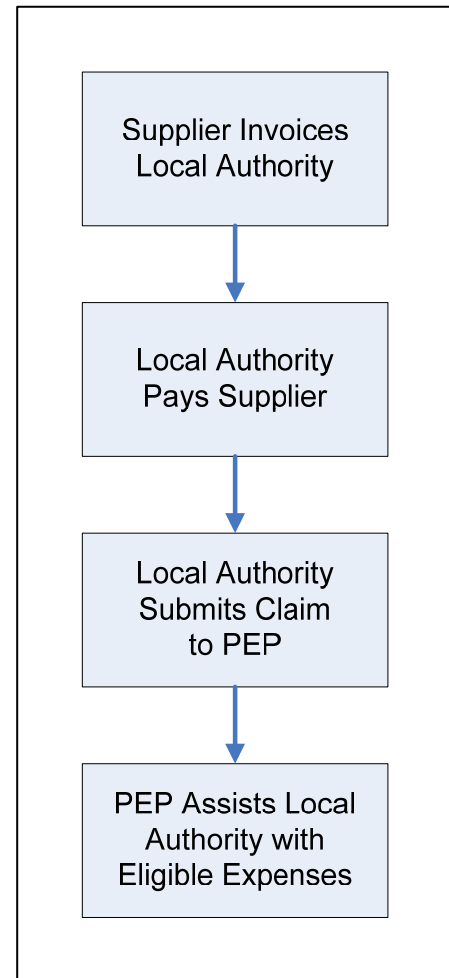 Supplier Invoices
Local Authority
Local Authority
Pays Supplier
Local Authority
Submits Claim
to PEP
PEP Assists Local
Authority with
Eligible Expenses